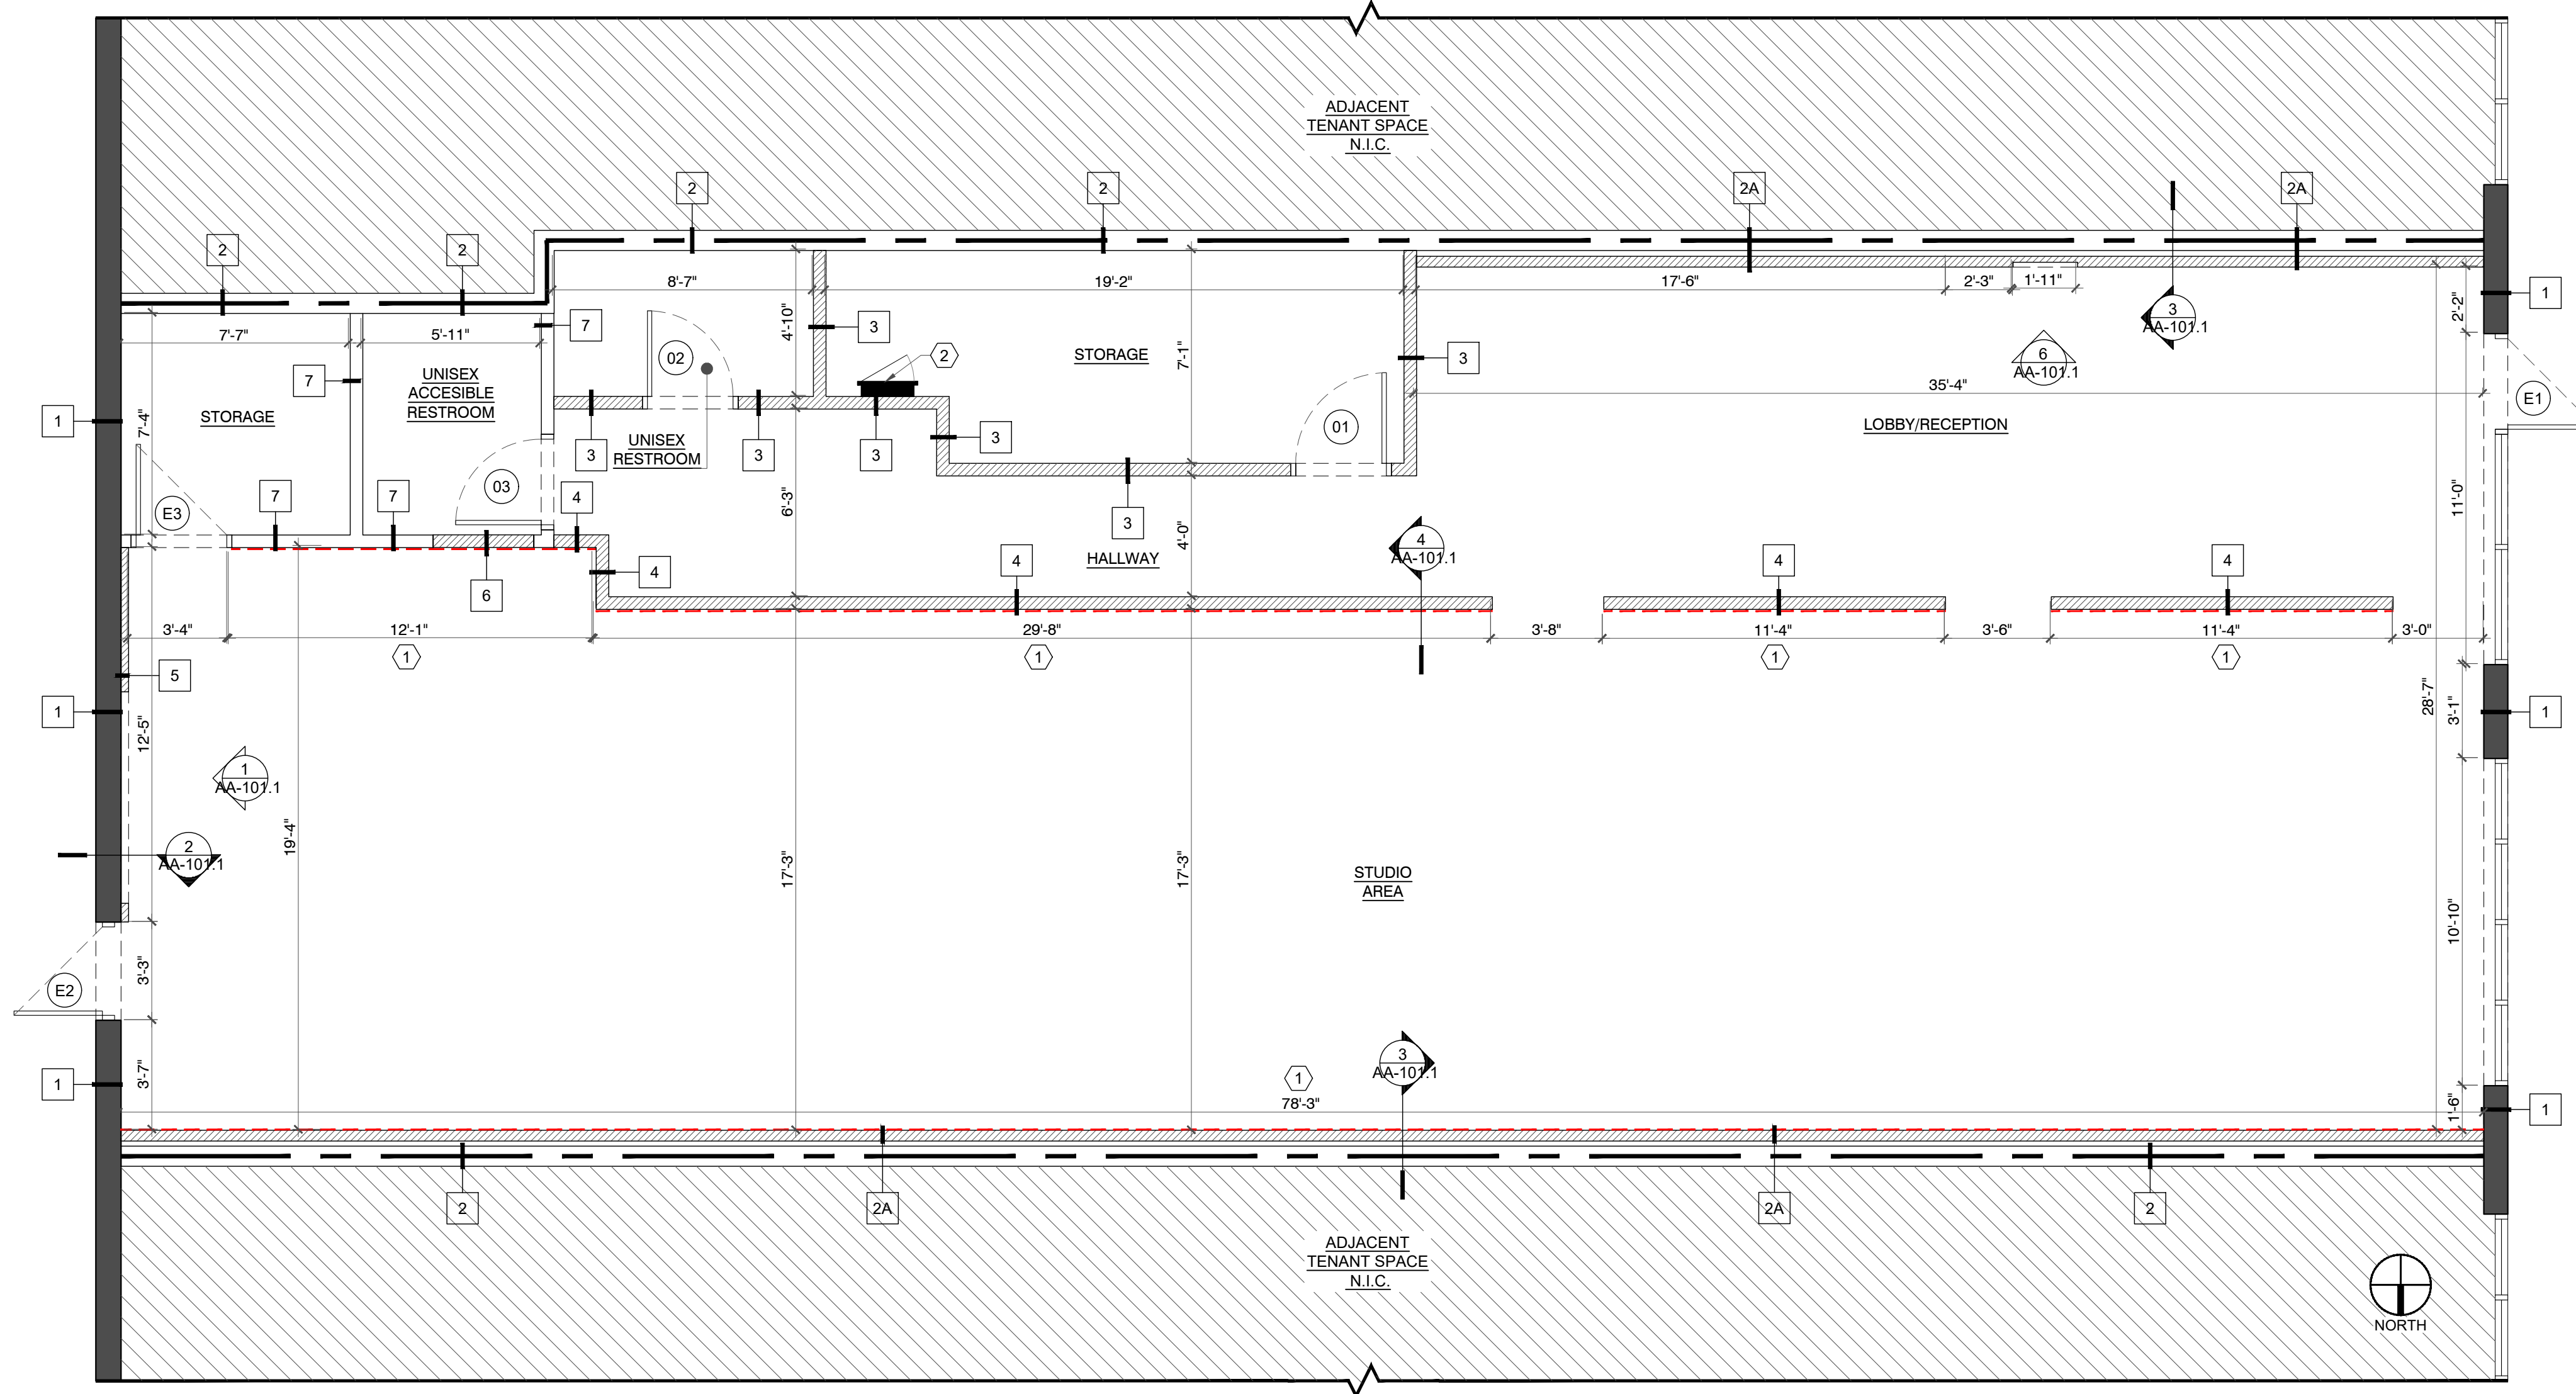 ADJACENT
TENANT SPACE
N.I.C.
2
2
2A
2A
2
2
8'-7"
19'-2"
17'-6"
2'-3"
1'-11"
1
2'-2"
3
AA-101.1
7'-7"
5'-11"
7
4'-10"
3
2
STORAGE
7'-1"
3
6
AA-101.1
02
7
UNISEX
ACCESIBLE
RESTROOM
35'-4"
E1
1
7'-4"
STORAGE
01
LOBBY/RECEPTION
UNISEX
RESTROOM
3
3
3
3
03
7
7
4
6'-3"
11'-0"
E3
3
4'-0"
HALLWAY
4
AA-101.1
4
4
4
4
6
3'-4"
12'-1"
29'-8"
3'-8"
11'-4"
3'-6"
11'-4"
3'-0"
1
1
1
1
5
28'-7"
3'-1"
1
1
12'-5"
1
AA-101.1
19'-4"
2
AA-101.1
17'-3"
17'-3"
STUDIO
AREA
10'-10"
3'-3"
E2
3'-7"
1
3
AA-101.1
1
78'-3"
1'-6"
1
2
2A
2A
2
ADJACENT
TENANT SPACE
N.I.C.
NORTH